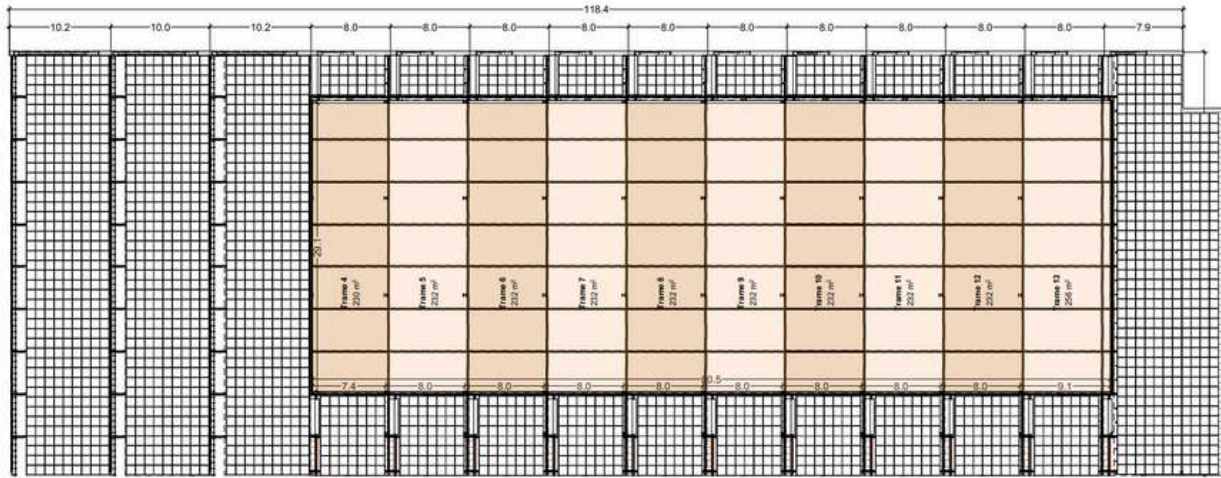 118.4
10.2 10.0 10.2 8.0 8.0 8.0 8.0 8.0 8.0 8.0 8.0 8.0 8.0 7.9
29.1
Trame 4
230 m²
Trame 5
232 m²
Trame 6
232 m²
Trame 7
232 m²
Trame 8
232 m²
Trame 9
232 m²
Trame 10
232 m²
Trame 11
232 m²
Trame 12
232 m²
Trame 13
256 m²
7.4 8.0 8.0 8.0 8.0 8.0 8.0 8.0 8.0 9.1